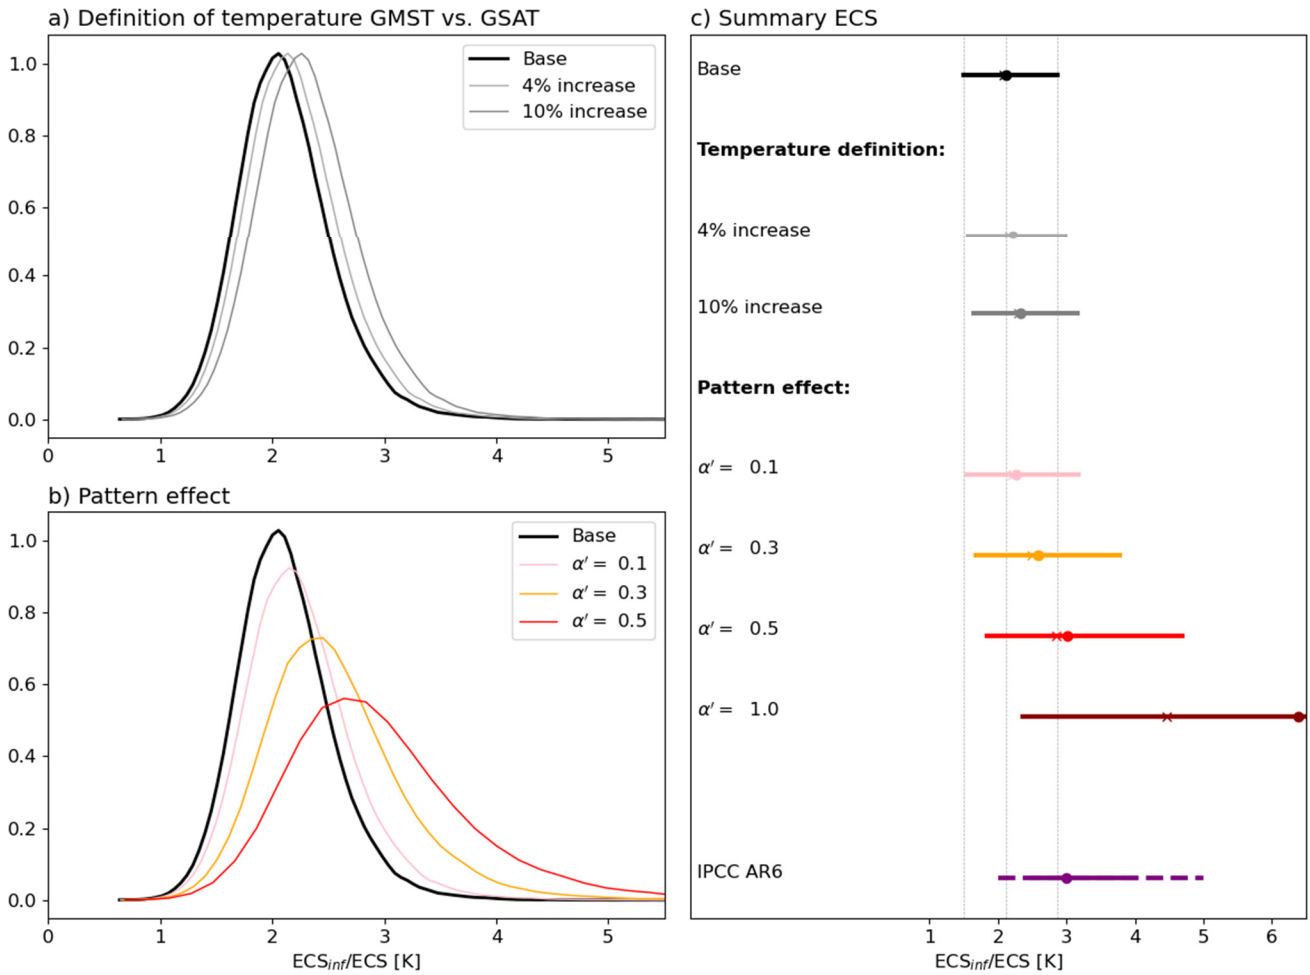 a) Definition of temperature GMST vs. GSAT
Base
4% increase
10% increase
1.0
0.8
0.6
0.4
0.2
0.0
0 1 2 3 4 5
b) Pattern effect
Base
α′ = 0.1
α′ = 0.3
α′ = 0.5
1.0
0.8
0.6
0.4
0.2
0.0
0 1 2 3 4 5
ECSinf/ECS [K]
c) Summary ECS
Base
Temperature definition:
4% increase
10% increase
Pattern effect:
α′ = 0.1
α′ = 0.3
α′ = 0.5
α′ = 1.0
IPCC AR6
1 2 3 4 5 6
ECSinf/ECS [K]